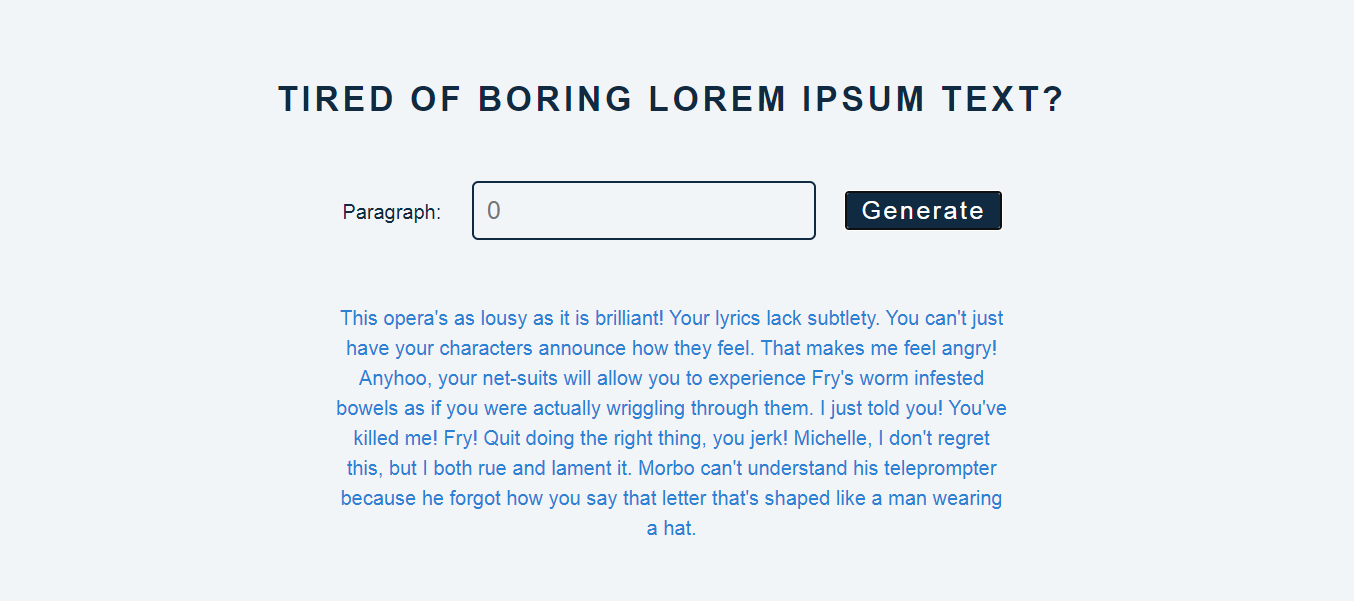 TIRED OF BORING LOREM IPSUM TEXT?
Paragraph: 0 Generate
This opera's as lousy as it is brilliant! Your lyrics lack subtlety. You can't just
have your characters announce how they feel. That makes me feel angry!
Anyhoo, your net-suits will allow you to experience Fry's worm infested
bowels as if you were actually wriggling through them. I just told you! You've
killed me! Fry! Quit doing the right thing, you jerk! Michelle, I don't regret
this, but I both rue and lament it. Morbo can't understand his teleprompter
because he forgot how you say that letter that's shaped like a man wearing
a hat.